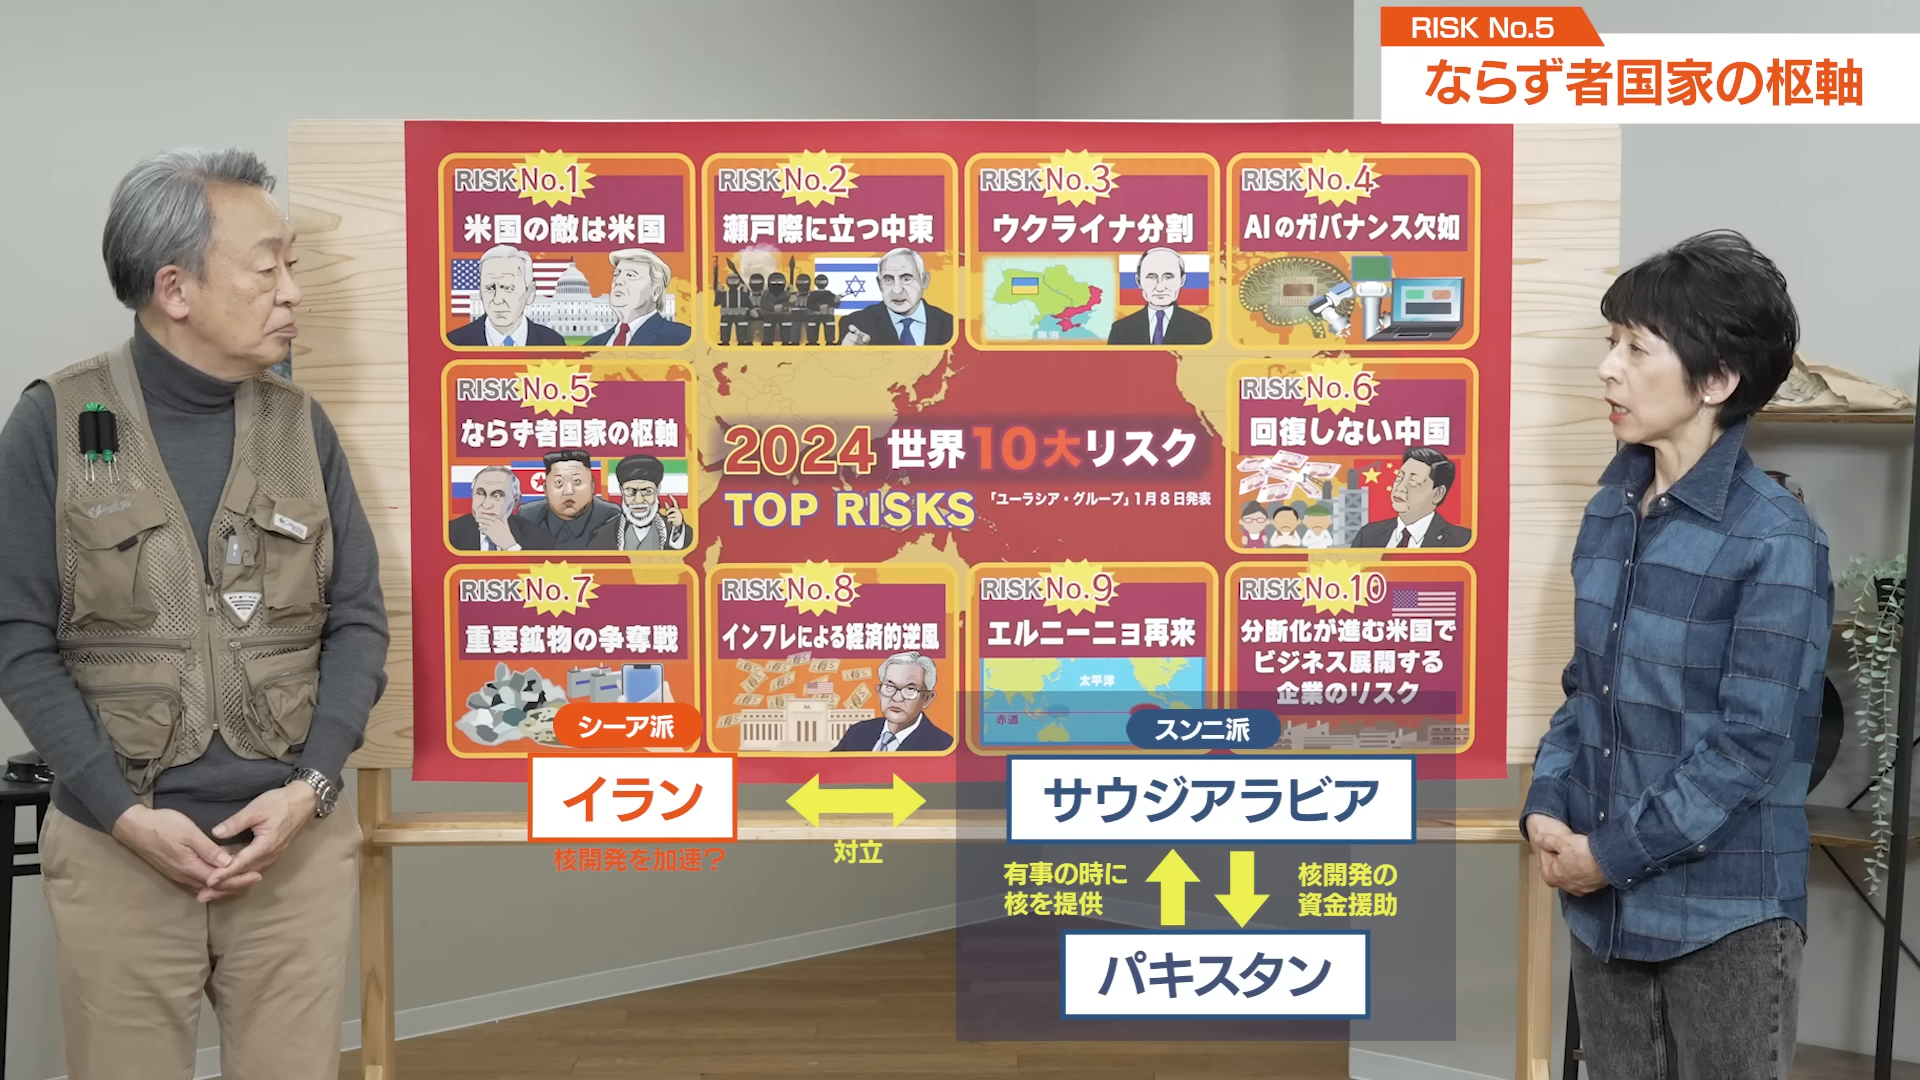 RISK No.5
ならず者国家の枢軸
RISK No.1
米国の敵は米国
RISK No.2
瀬戸際に立つ中東
RISK No.3
ウクライナ分割
RISK No.4
AIのガバナンス欠如
RISK No.5
ならず者国家の枢軸
2024 世界10大リスク
TOP RISKS
「ユーラシア・グループ」1月8日発表
RISK No.6
回復しない中国
RISK No.7
重要鉱物の争奪戦
RISK No.8
インフレによる経済的逆風
RISK No.9
エルニーニョ再来
太平洋
赤道
RISK No.10
分断化が進む米国で
ビジネス展開する
企業のリスク
シーア派
イラン
核開発を加速？
対立
スンニ派
サウジアラビア
有事の時に
核を提供
核開発の
資金援助
パキスタン